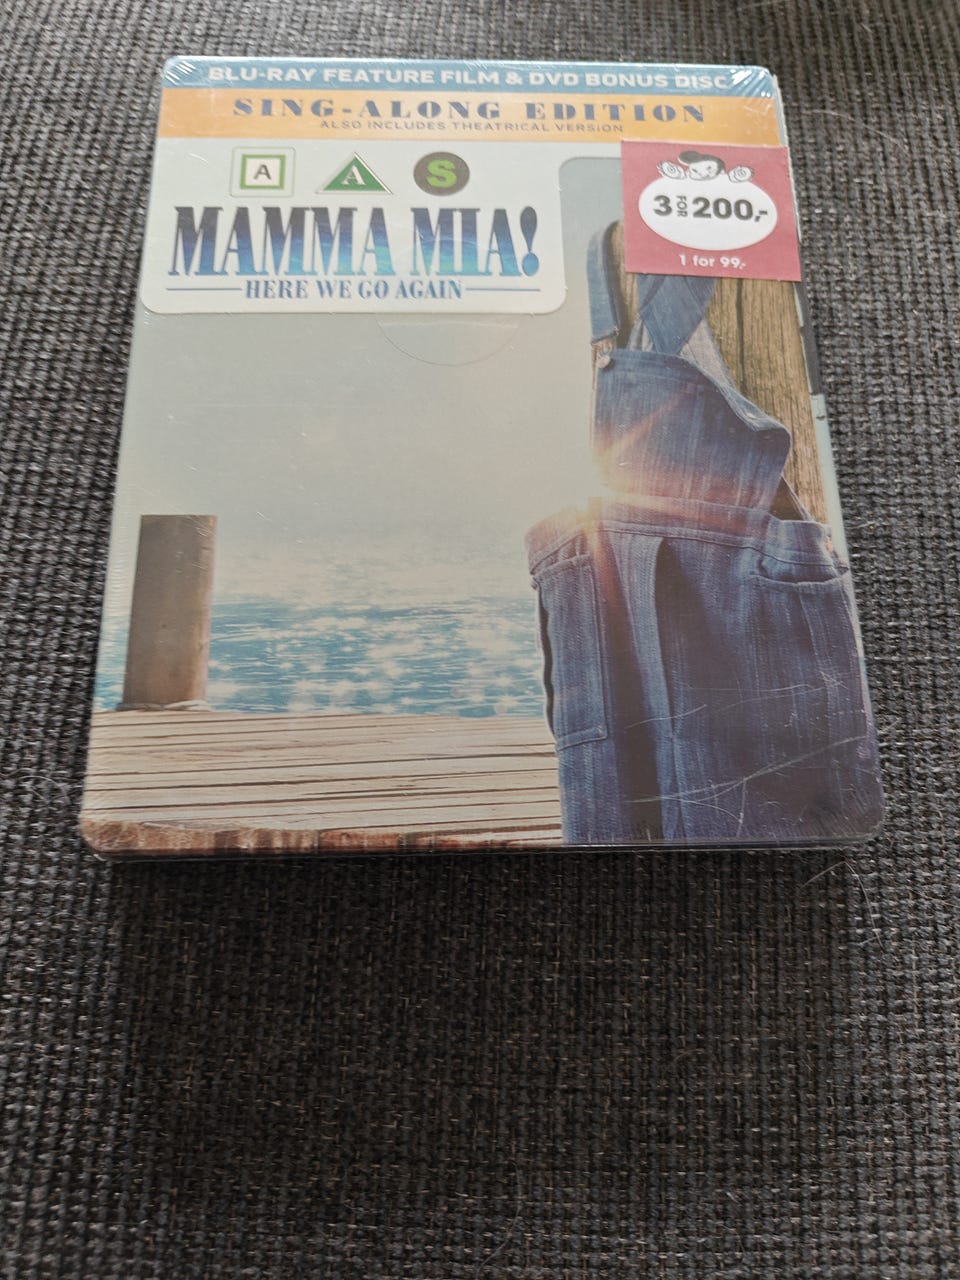 BLU-RAY FEATURE FILM & DVD BONUS DISC
SING-ALONG EDITION
ALSO INCLUDES THEATRICAL VERSION
A A S
3 FOR 200,-
1 for 99,-
MAMMA MIA!
HERE WE GO AGAIN